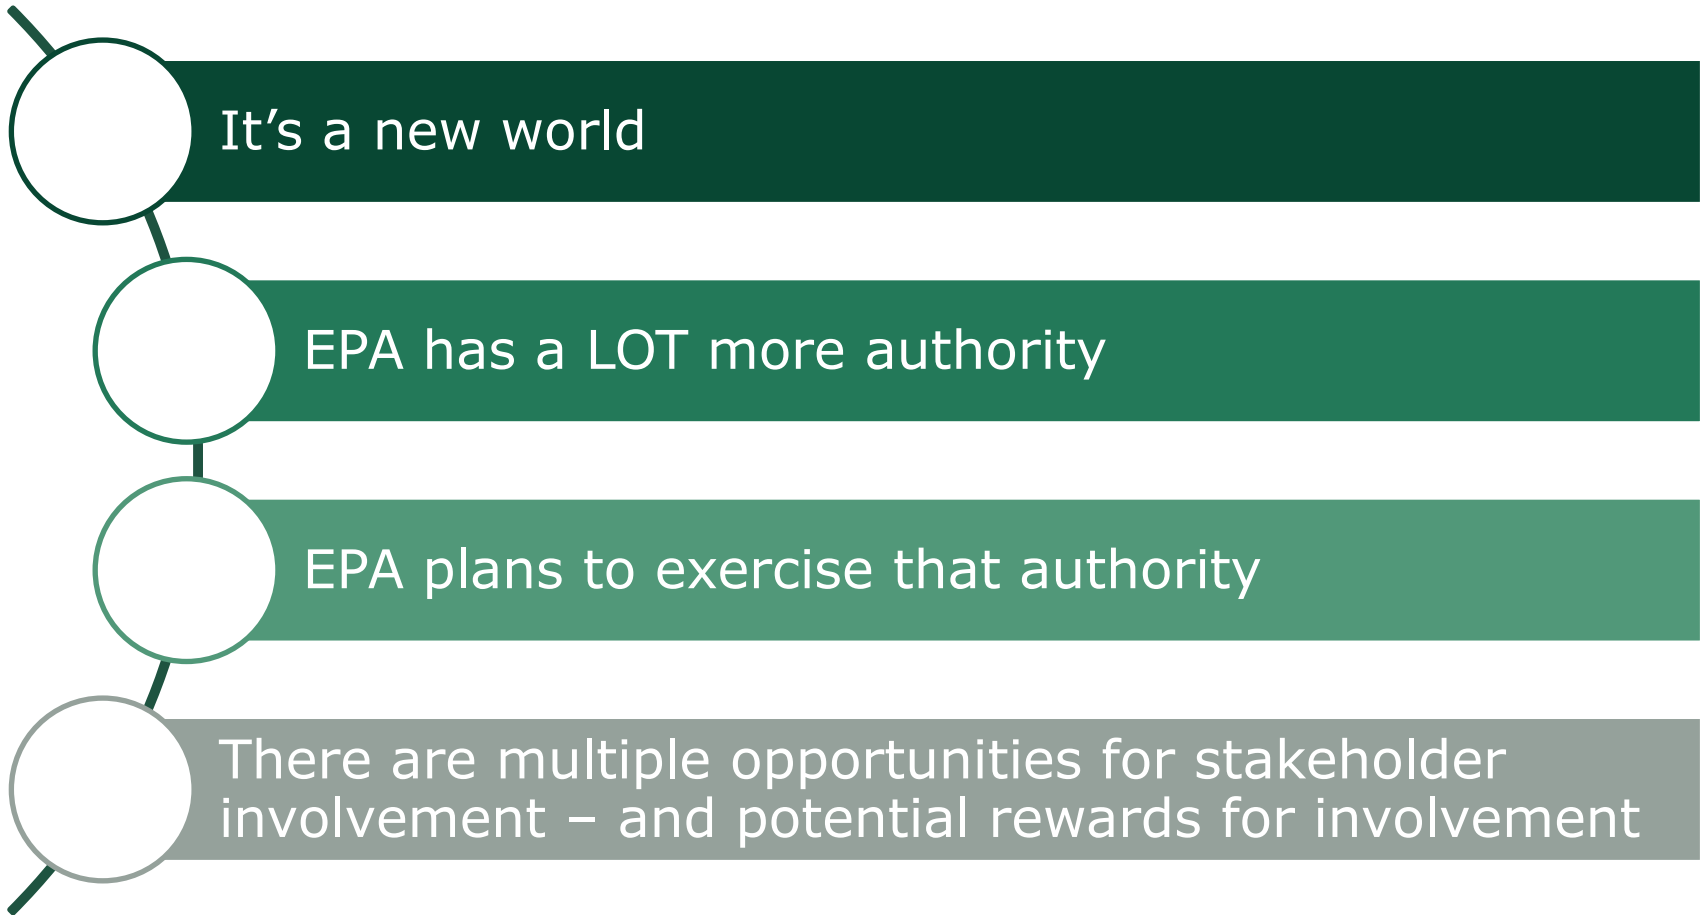 It’s a new world
EPA has a LOT more authority
EPA plans to exercise that authority
There are multiple opportunities for stakeholder
involvement – and potential rewards for involvement